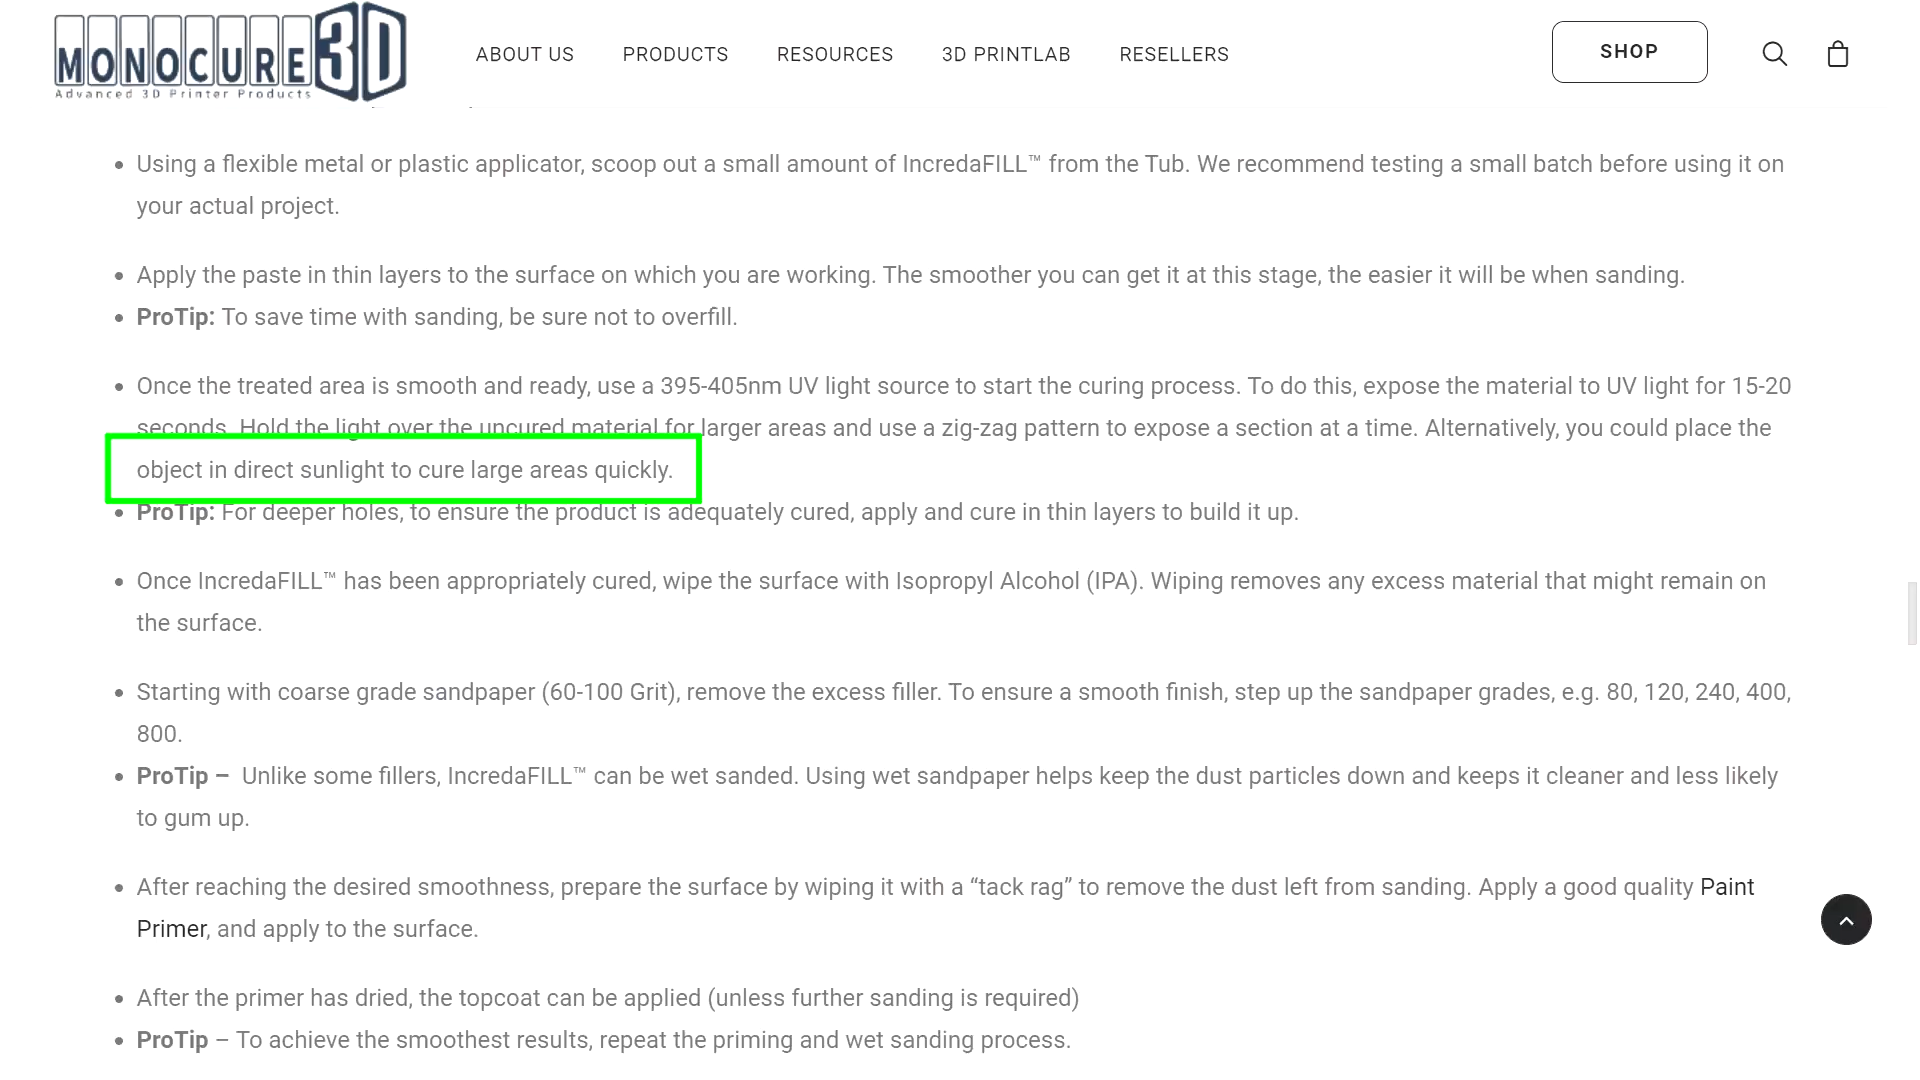 MONOCURE3D
Advanced 3D Printer Products
ABOUT US
PRODUCTS
RESOURCES
3D PRINTLAB
RESELLERS
SHOP
Using a flexible metal or plastic applicator, scoop out a small amount of IncredaFILL™ from the Tub. We recommend testing a small batch before using it on
your actual project.
Apply the paste in thin layers to the surface on which you are working. The smoother you can get it at this stage, the easier it will be when sanding.
ProTip: To save time with sanding, be sure not to overfill.
Once the treated area is smooth and ready, use a 395-405nm UV light source to start the curing process. To do this, expose the material to UV light for 15-20
seconds. Hold the light over the uncured material for larger areas and use a zig-zag pattern to expose a section at a time. Alternatively, you could place the
object in direct sunlight to cure large areas quickly.
ProTip: For deeper holes, to ensure the product is adequately cured, apply and cure in thin layers to build it up.
Once IncredaFILL™ has been appropriately cured, wipe the surface with Isopropyl Alcohol (IPA). Wiping removes any excess material that might remain on
the surface.
Starting with coarse grade sandpaper (60-100 Grit), remove the excess filler. To ensure a smooth finish, step up the sandpaper grades, e.g. 80, 120, 240, 400,
800.
ProTip – Unlike some fillers, IncredaFILL™ can be wet sanded. Using wet sandpaper helps keep the dust particles down and keeps it cleaner and less likely
to gum up.
After reaching the desired smoothness, prepare the surface by wiping it with a “tack rag” to remove the dust left from sanding. Apply a good quality Paint
Primer, and apply to the surface.
After the primer has dried, the topcoat can be applied (unless further sanding is required)
ProTip – To achieve the smoothest results, repeat the priming and wet sanding process.